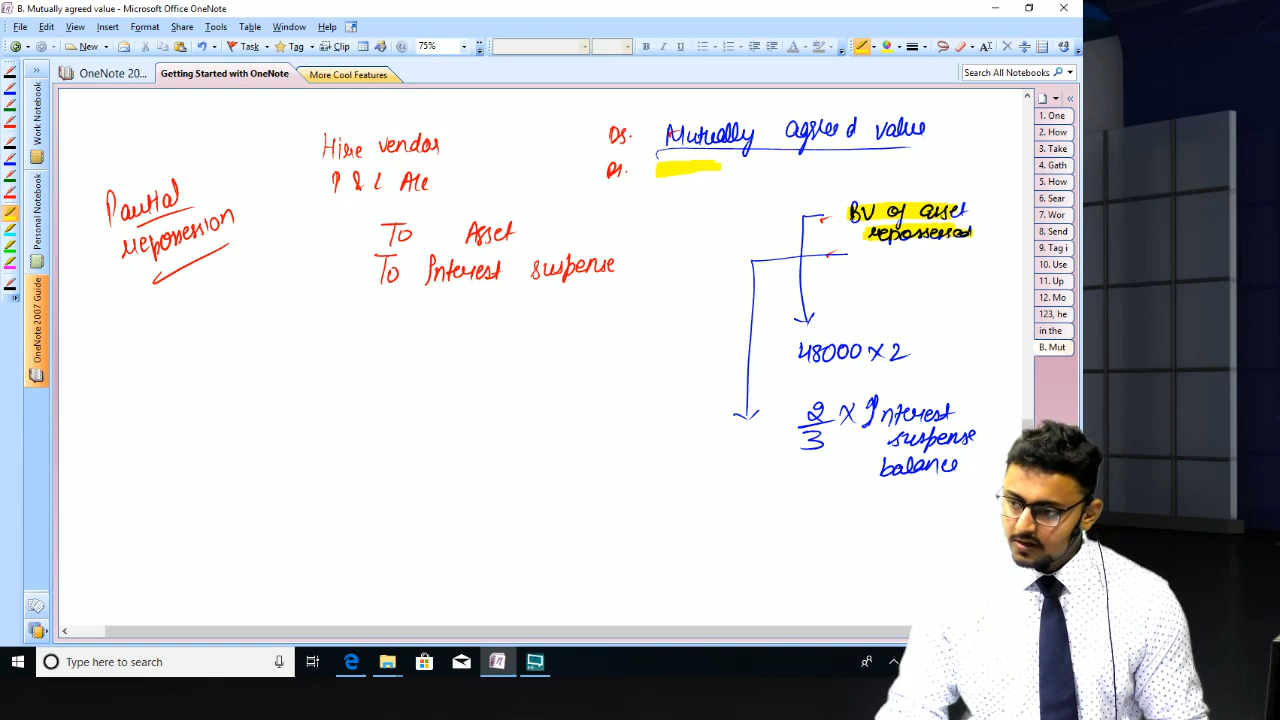 B. Mutually agreed value - Microsoft Office OneNote
File Edit View Insert Format Share Tools Table Window Help
New Task Tag Clip 75%
OneNote 20... Getting Started with OneNote More Cool Features Search All Notebooks
Work Notebook
Personal Notebook
OneNote 2007 Guide
Hire vendor Dr. Mutually agreed value
P & L A/c Dr.
Partial
repossession
To Asset
To Interest suspense
BV of asset
repossessed
48000 x 2
2
3
x Interest
suspense
balance
1. One
2. How
3. Take
4. Gath
5. How
6. Sear
7. Wor
8. Send
9. Tag i
10. Use
11. Up
12. Mo
123, he
in the
B. Mut
Type here to search